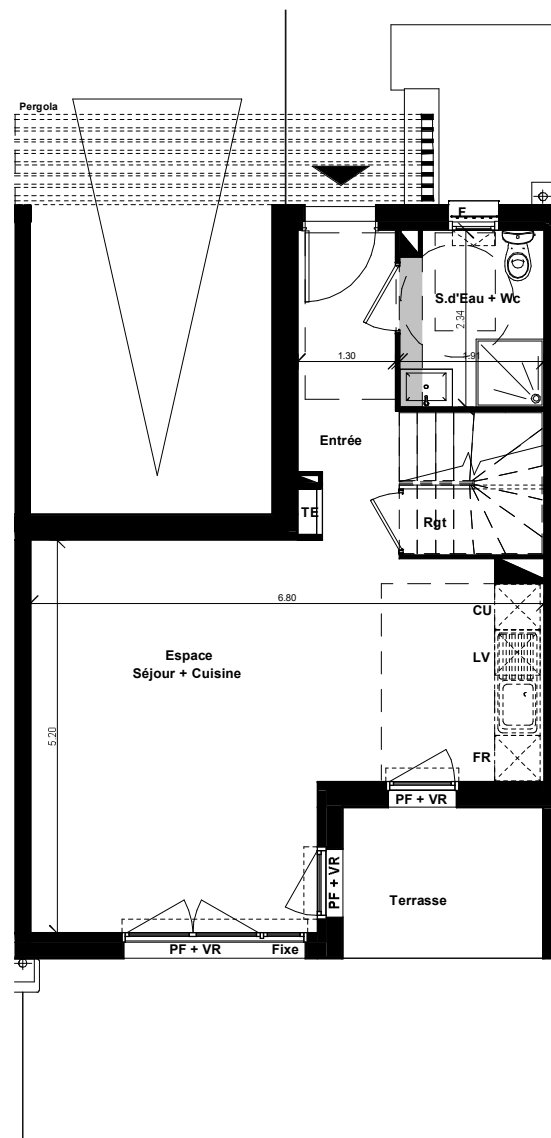 Pergola
F
S.d'Eau + Wc
2.34
1.30
1.91
Entrée
TE
Rgt
6.80
CU
Espace
Séjour + Cuisine
LV
5.20
FR
PF + VR
PF + VR
Terrasse
PF + VR
Fixe